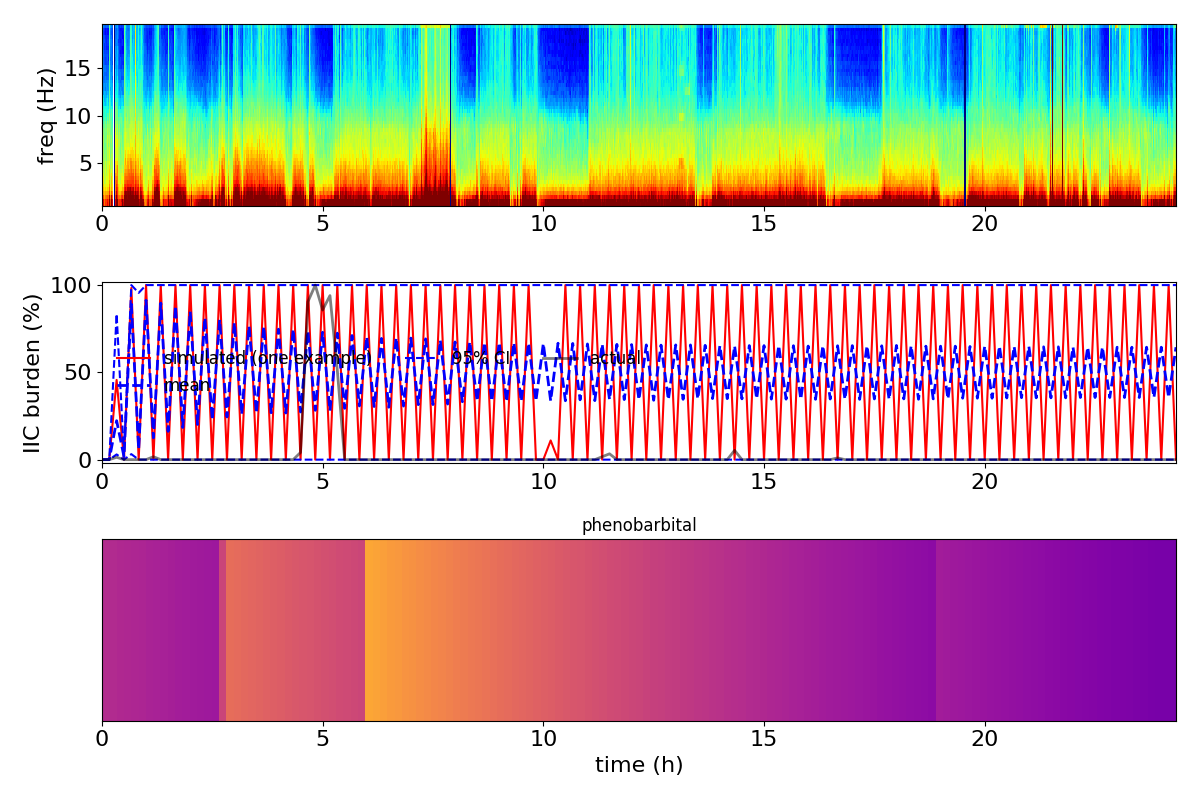 freq (Hz)
15
10
5
0 5 10 15 20
IIC burden (%)
100
50
0
simulated (one example) 95% CI actual
mean
0 5 10 15 20
phenobarbital
0 5 10 15 20
time (h)